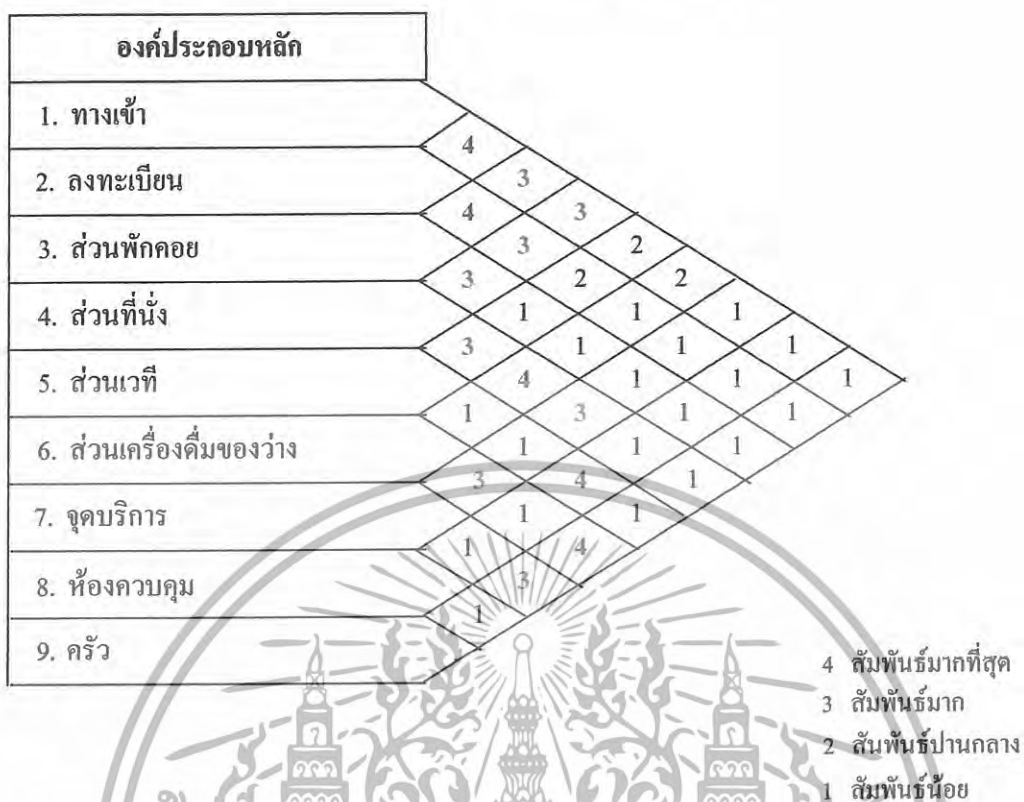 องค์ประกอบหลัก
1. ทางเข้า
4
2. ลงทะเบียน 3
4 3
3. ส่วนพักคอย 3 2
3 2 2
4. ส่วนที่นั่ง 1 1 1
3 1 1 1
5. ส่วนเวที 4 1 1 1
1 3 1 1
6. ส่วนเครื่องดื่มของว่าง 1 1 1
3 4 1
7. จุดบริการ 1 1
1 4
8. ห้องควบคุม 3
1
9. ครัว
4 สัมพันธ์มากที่สุด
3 สัมพันธ์มาก
2 สันพันธ์ปานกลาง
1 สัมพันธ์น้อย